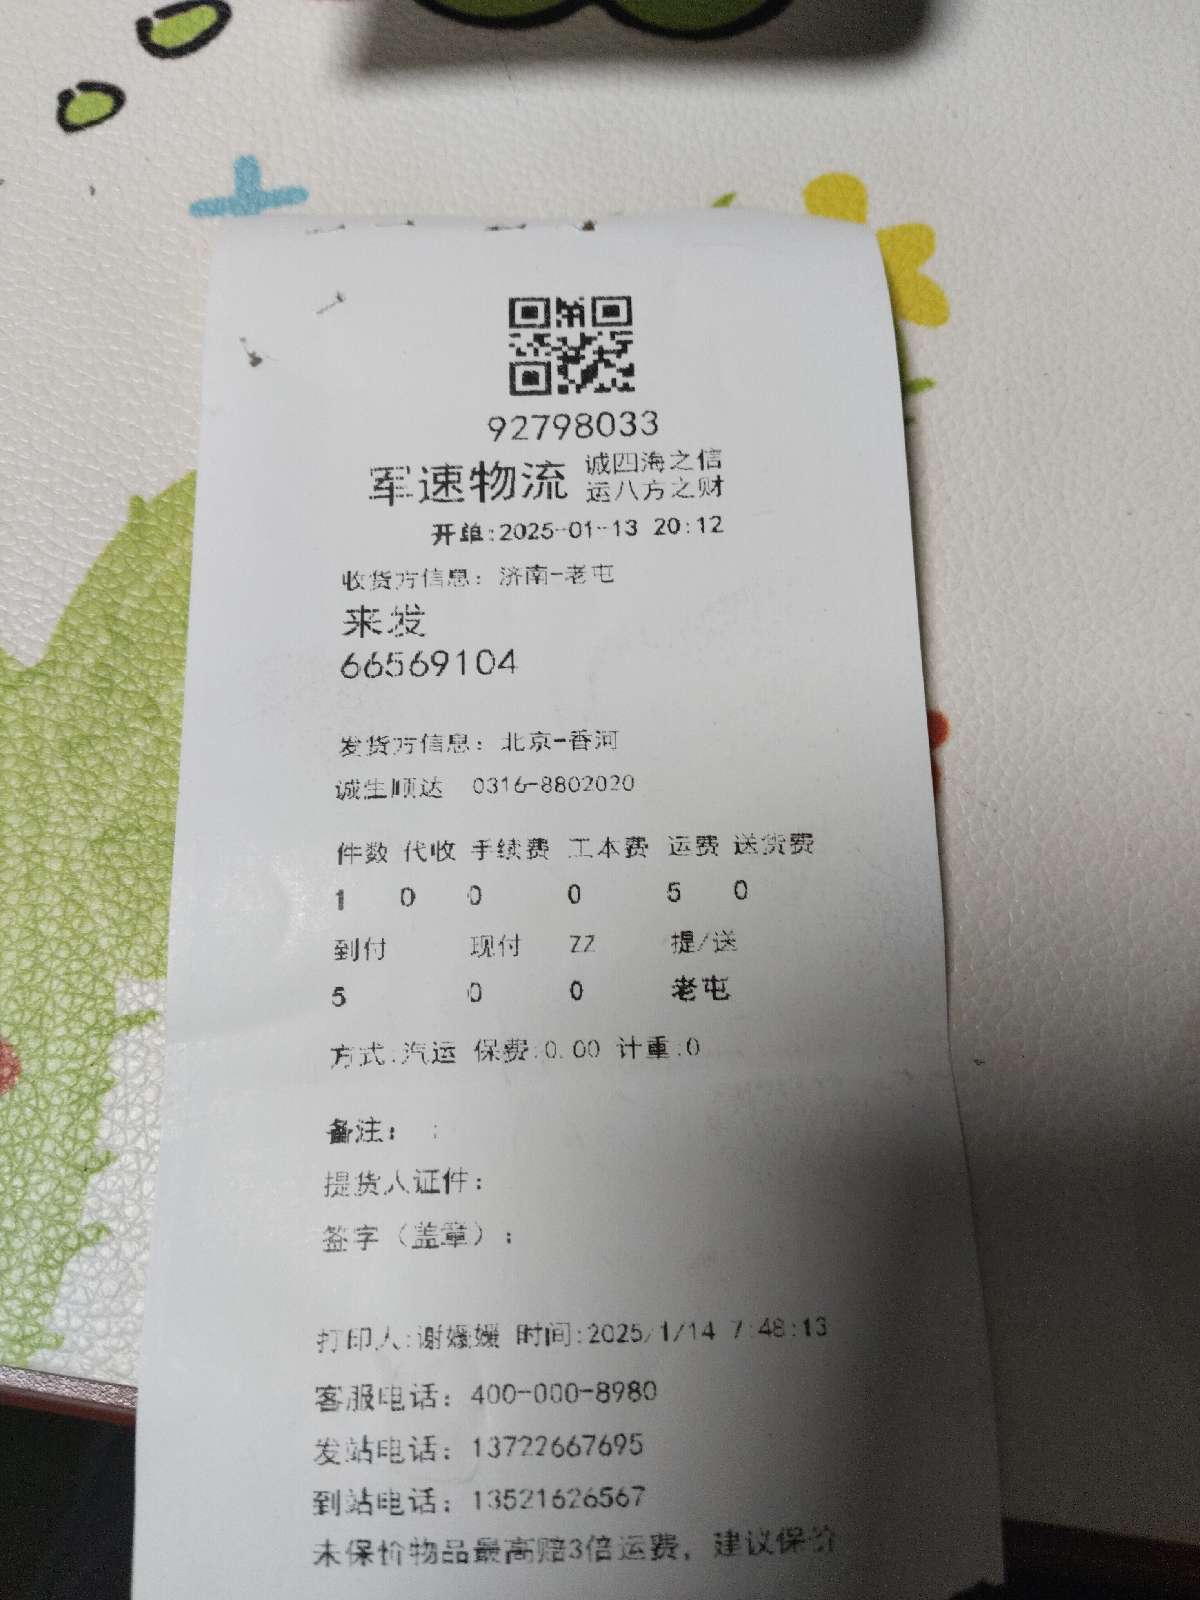 92798033
军速物流 诚四海之信
运八方之财
开单:2025-01-13 20:12
收货方信息: 济南-老屯
来发
66569104
发货方信息: 北京-香河
诚生顺达 0316-8802020
件数 代收 手续费 工本费 运费 送货费
1 0 0 0 5 0
到付 现付 ZZ 提/送
5 0 0 老屯
方式:汽运 保费:0.00 计重:0
备注: :
提货人证件:
签字（盖章）:
打印人:谢媛媛 时间:2025/1/14 7:48:13
客服电话: 400-000-8980
发站电话: 13722667695
到站电话: 13521626567
未保价物品最高赔3倍运费, 建议保价